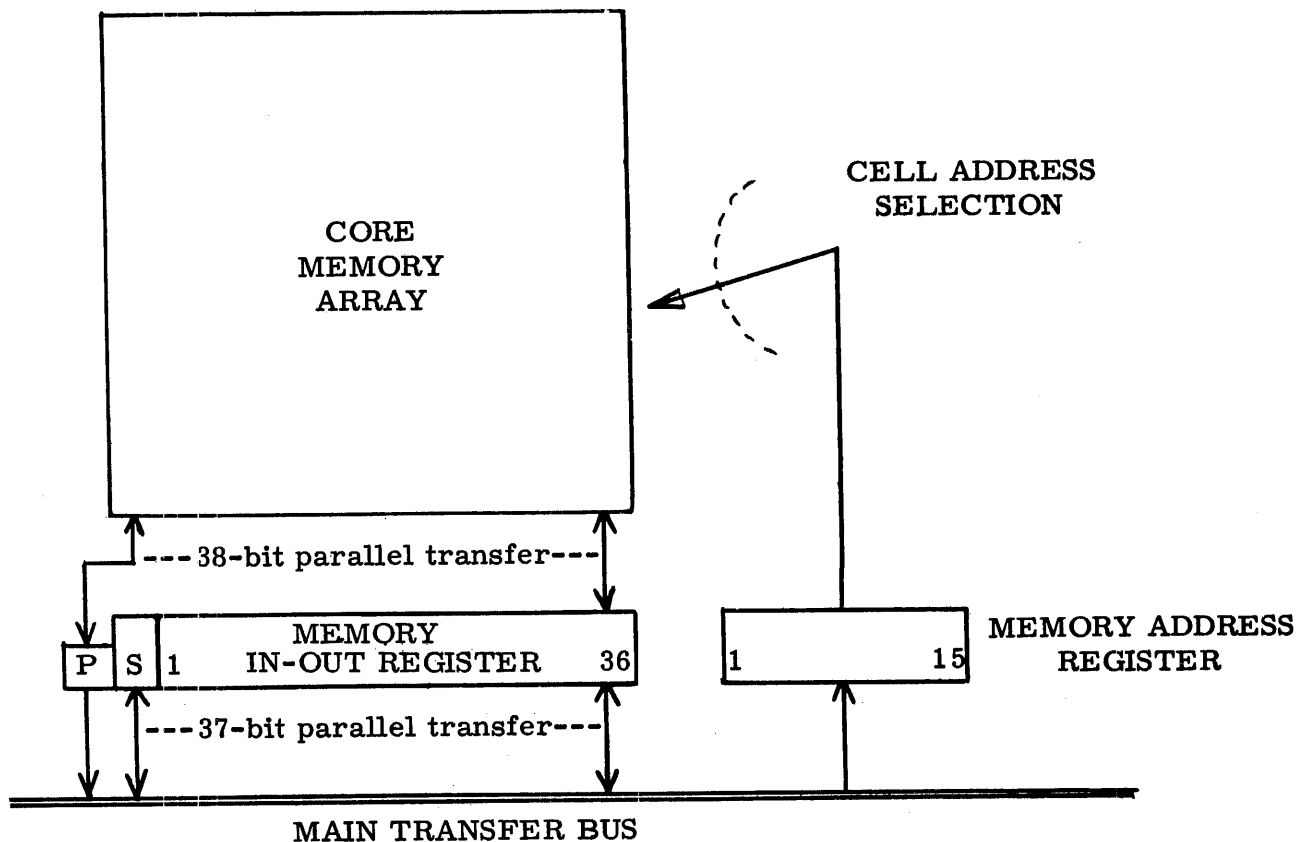 CORE
MEMORY
ARRAY
CELL ADDRESS
SELECTION
---38-bit parallel transfer---
P
S
1
MEMORY
IN-OUT REGISTER
36
1
15
MEMORY ADDRESS
REGISTER
---37-bit parallel transfer---
MAIN TRANSFER BUS